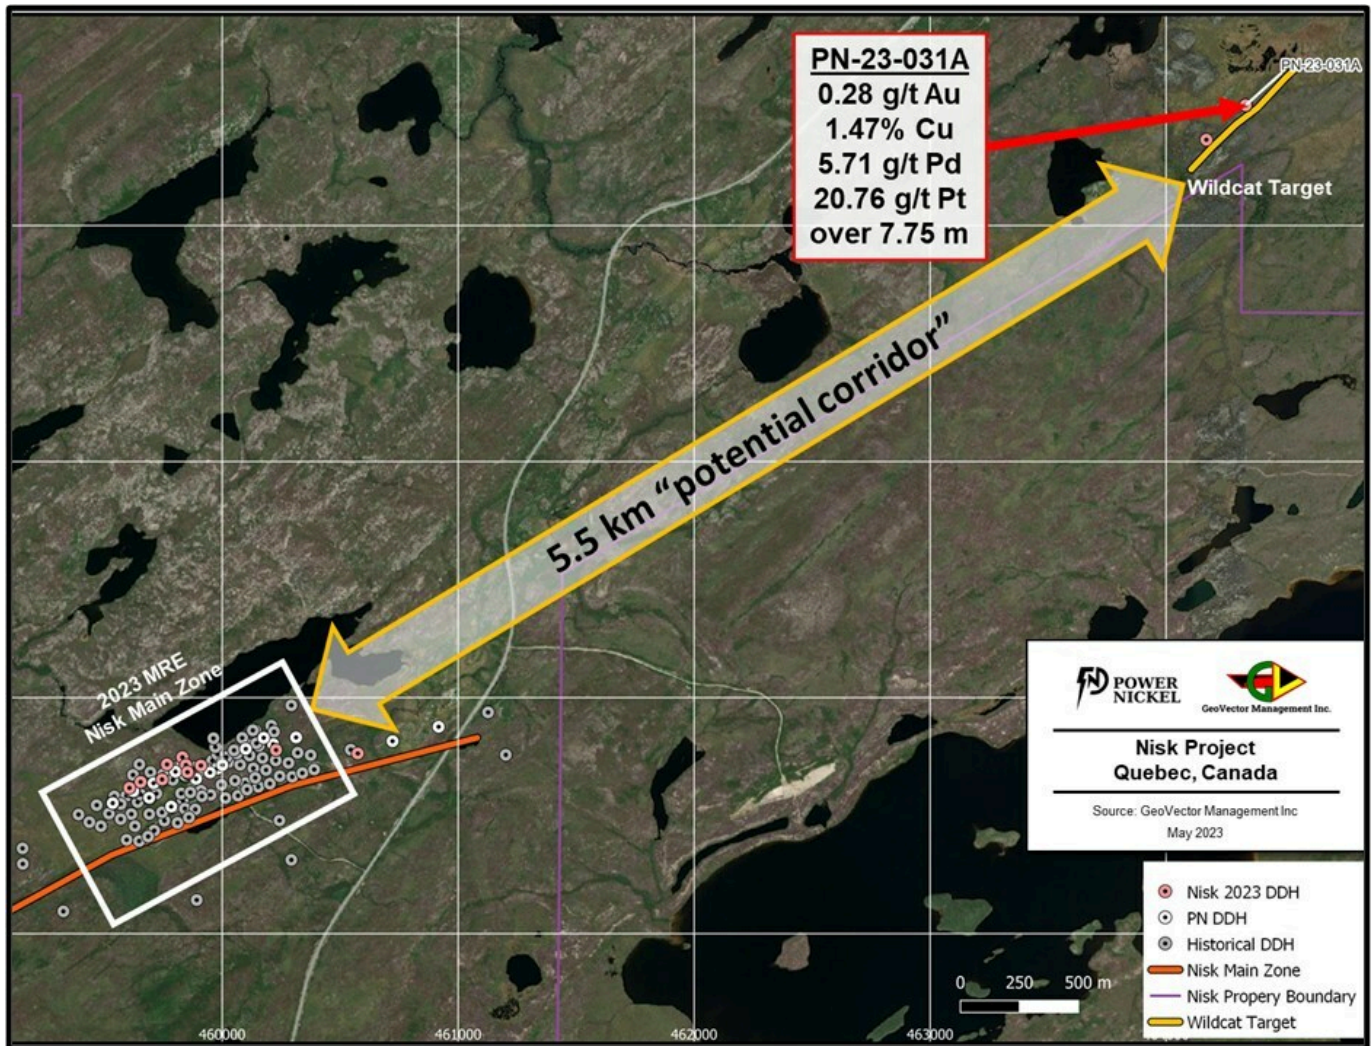 PN-23-031A
0.28 g/t Au
1.47% Cu
5.71 g/t Pd
20.76 g/t Pt
over 7.75 m
PN-23-031A
Wildcat Target
5.5 km “potential corridor”
2023 MRE
Nisk Main Zone
POWER
NICKEL
GeoVector Management Inc.
Nisk Project
Quebec, Canada
Source: GeoVector Management Inc
May 2023
Nisk 2023 DDH
PN DDH
Historical DDH
Nisk Main Zone
Nisk Propery Boundary
Wildcat Target
0 250 500 m
460000 461000 462000 463000